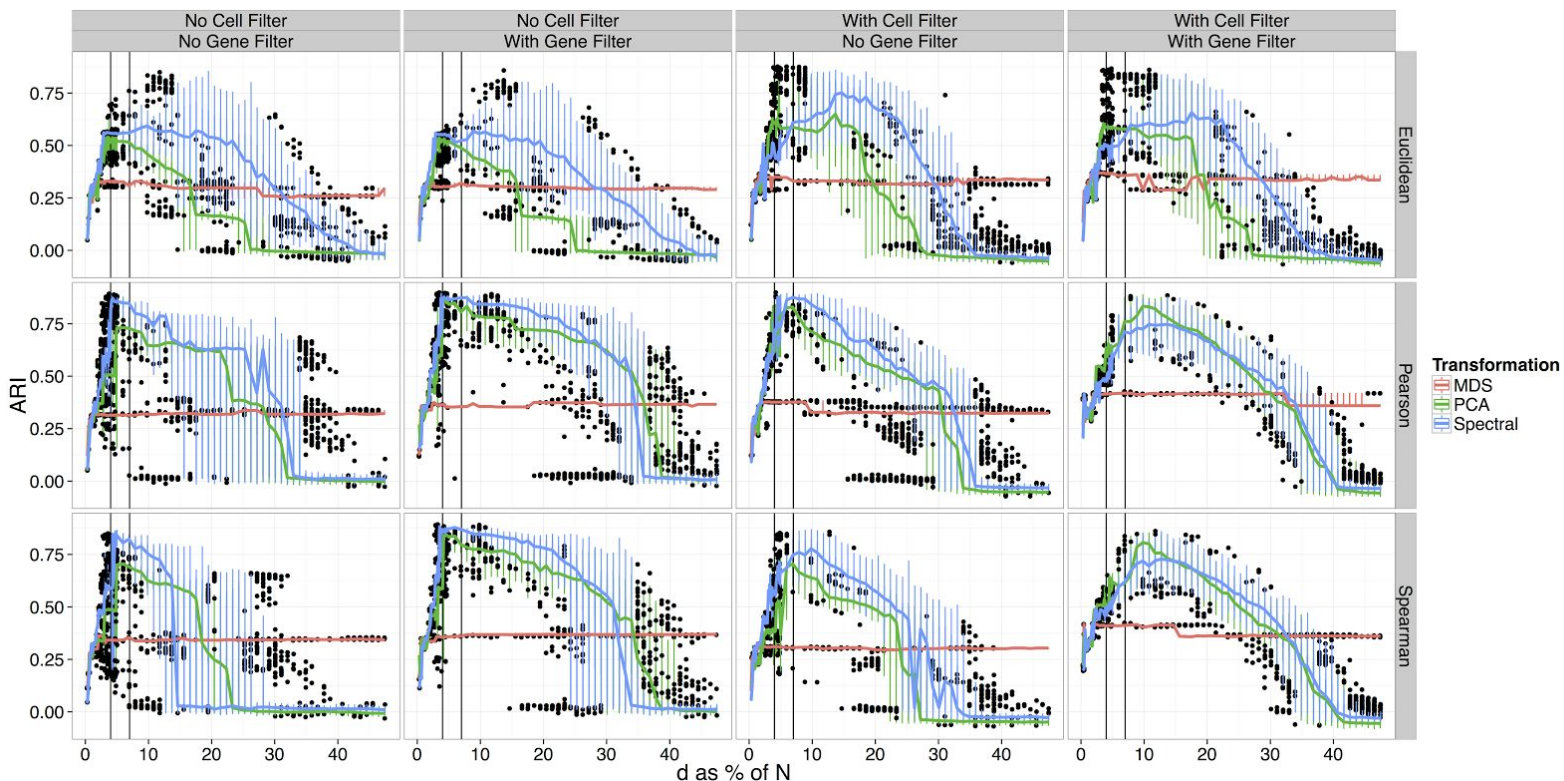 No Cell Filter No Cell Filter With Cell Filter With Cell Filter
No Gene Filter With Gene Filter No Gene Filter With Gene Filter
0.75
0.50
0.25
0.00
Euclidean
0.75
0.50
0.25
0.00
Pearson
0.75
0.50
0.25
0.00
Spearman
ARI
0 10 20 30 40 0 10 20 30 40 0 10 20 30 40 0 10 20 30 40
d as % of N
Transformation
MDS
PCA
Spectral